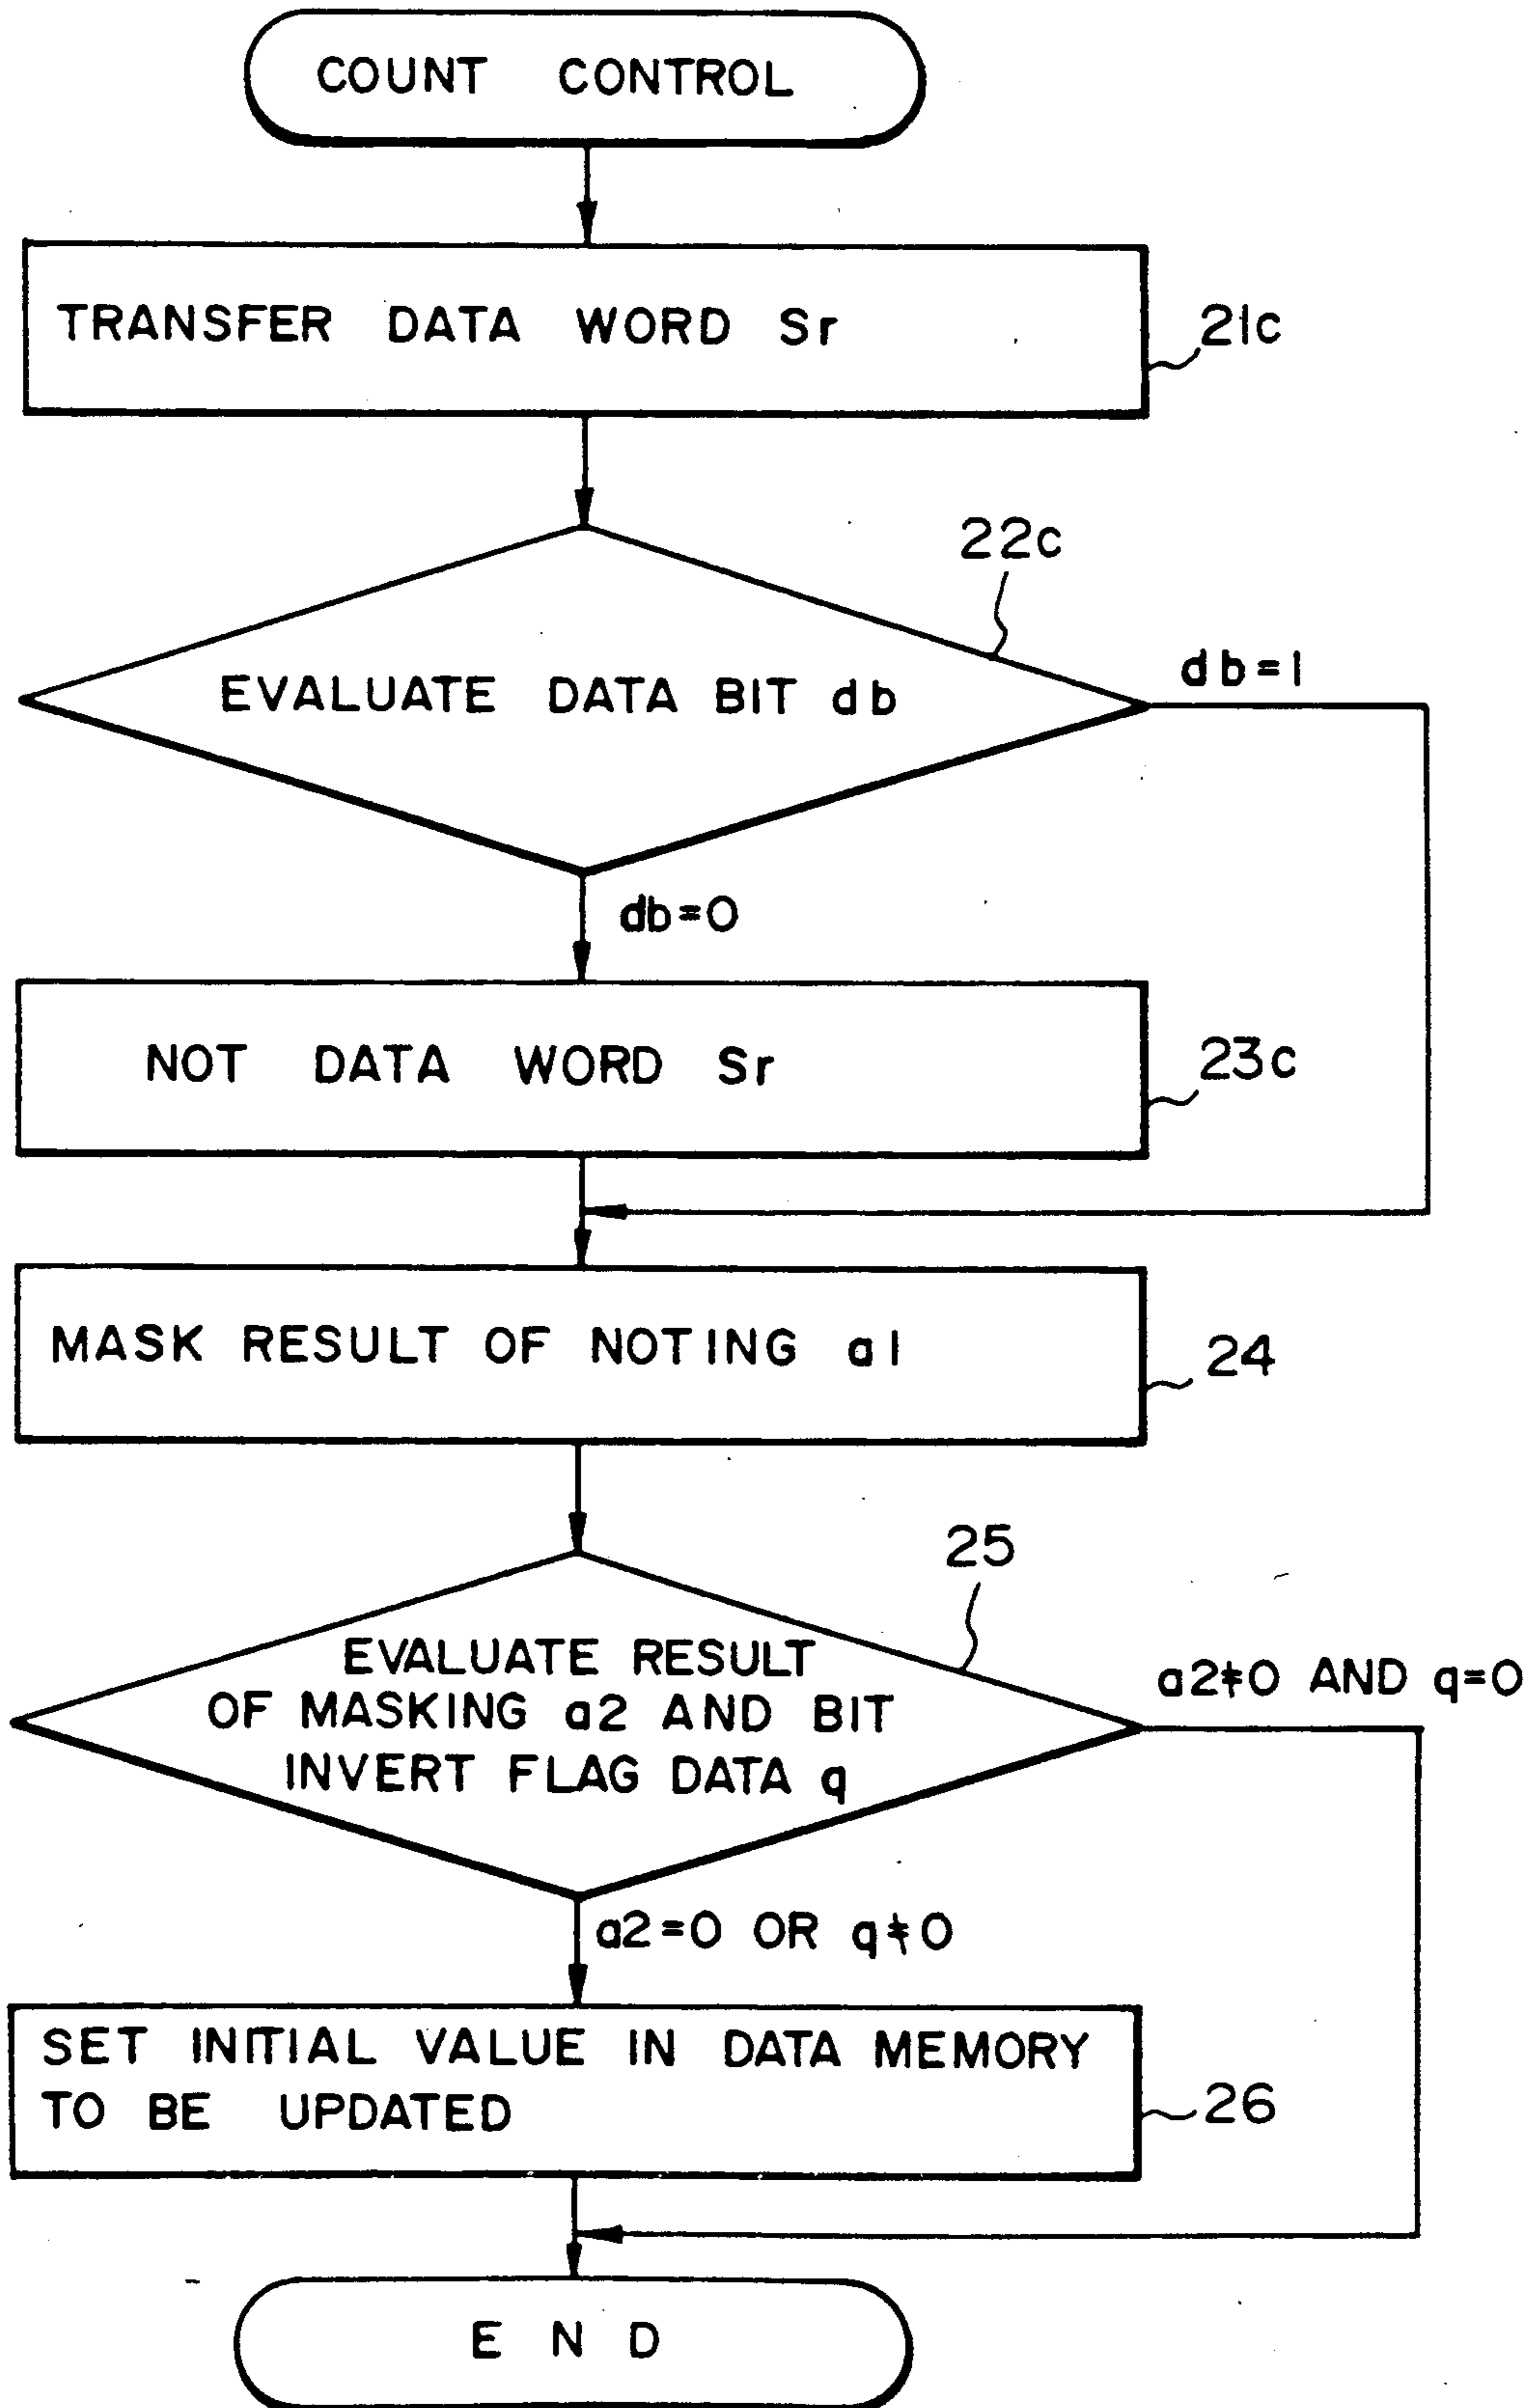 COUNT CONTROL
TRANSFER DATA WORD Sr
21c
22c
EVALUATE DATA BIT db
db=1
db=0
NOT DATA WORD Sr
23c
MASK RESULT OF NOTING a1
24
25
EVALUATE RESULT
OF MASKING a2 AND BIT
INVERT FLAG DATA q
a2≠0 AND q=0
a2=0 OR q≠0
SET INITIAL VALUE IN DATA MEMORY
TO BE UPDATED
26
END